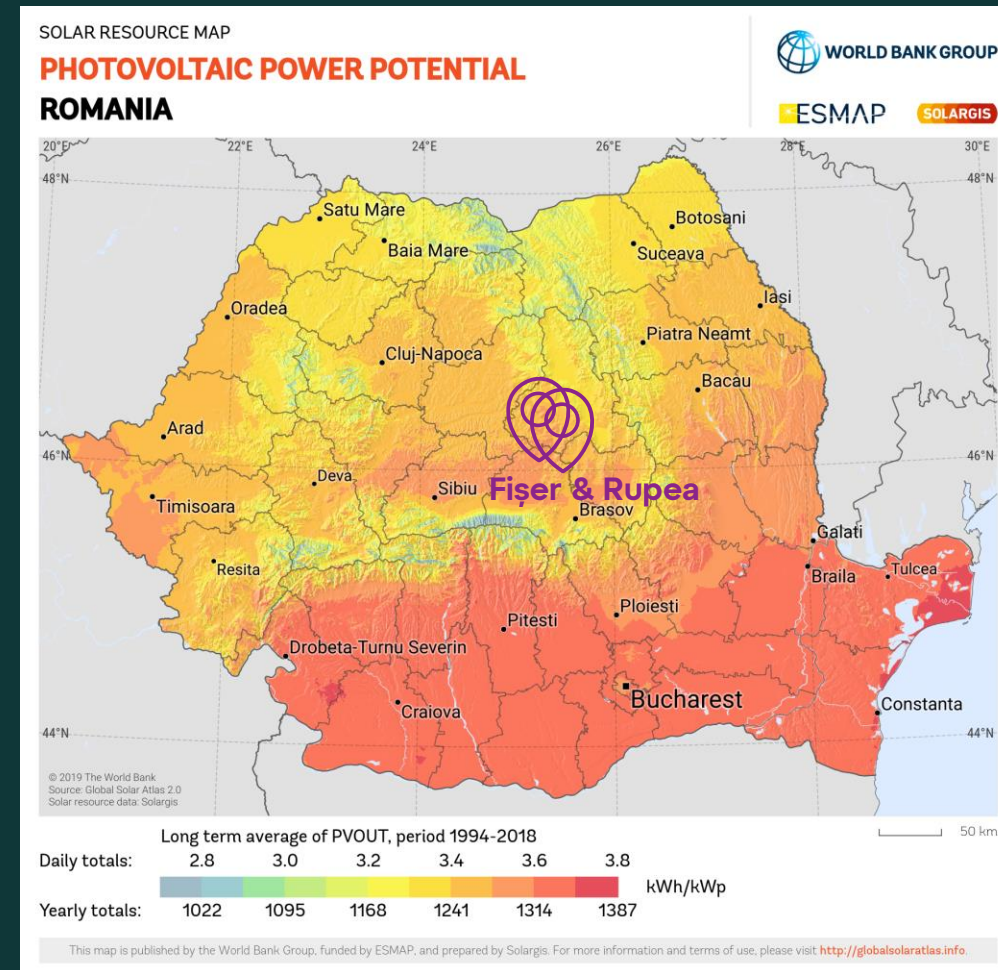 SOLAR RESOURCE MAP
PHOTOVOLTAIC POWER POTENTIAL
ROMANIA
WORLD BANK GROUP
ESMAP
SOLARGIS
20°E 22°E 24°E 26°E 28°E 30°E
48°N 48°N
Satu Mare
Botosani
Baia Mare
Suceava
Iasi
Oradea
Piatra Neamt
Cluj-Napoca
Bacau
Arad
46°N 46°N
Deva
Sibiu
Fișer & Rupea
Timisoara
Brasov
Galati
Resita
Braila
Tulcea
Ploiesti
Pitesti
Drobeta-Turnu Severin
Bucharest
Craiova
Constanta
44°N 44°N
© 2019 The World Bank
Source: Global Solar Atlas 2.0
Solar resource data: Solargis
Long term average of PVOUT, period 1994-2018
50 km
Daily totals: 2.8 3.0 3.2 3.4 3.6 3.8
kWh/kWp
Yearly totals: 1022 1095 1168 1241 1314 1387
This map is published by the World Bank Group, funded by ESMAP, and prepared by Solargis. For more information and terms of use, please visit http://globalsolaratlas.info.